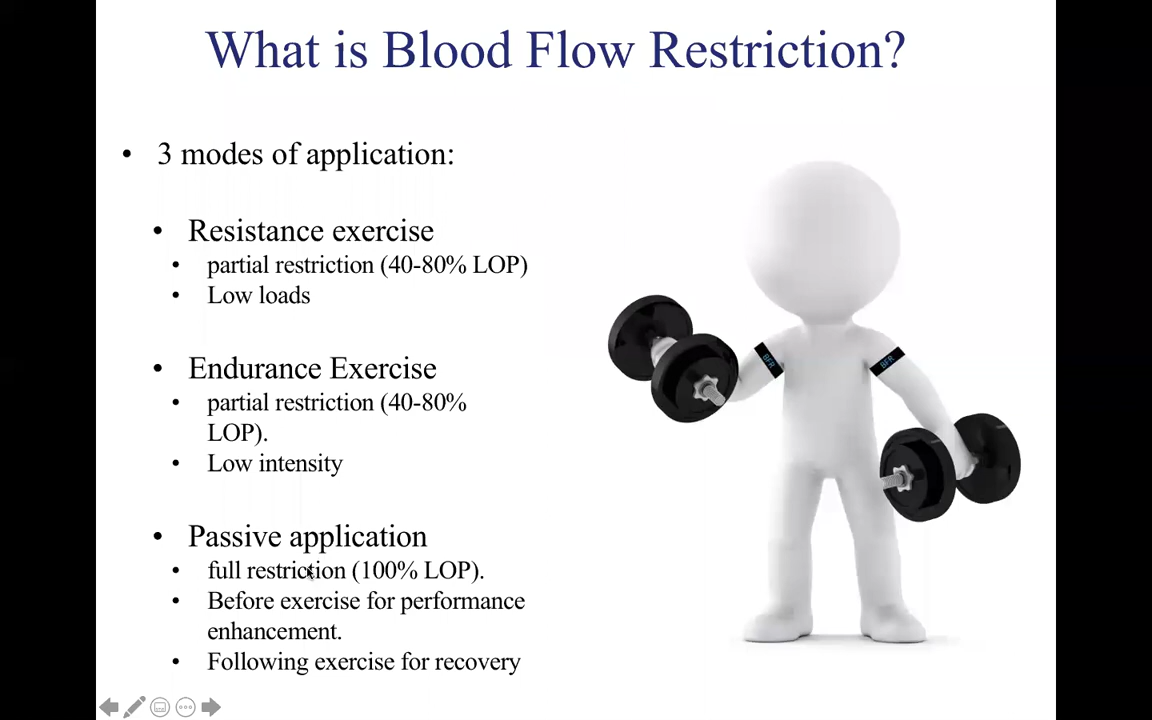 What is Blood Flow Restriction?
• 3 modes of application:
• Resistance exercise
• partial restriction (40-80% LOP)
• Low loads
• Endurance Exercise
• partial restriction (40-80%
LOP).
• Low intensity
• Passive application
• full restriction (100% LOP).
• Before exercise for performance
enhancement.
• Following exercise for recovery
BFR
BFR